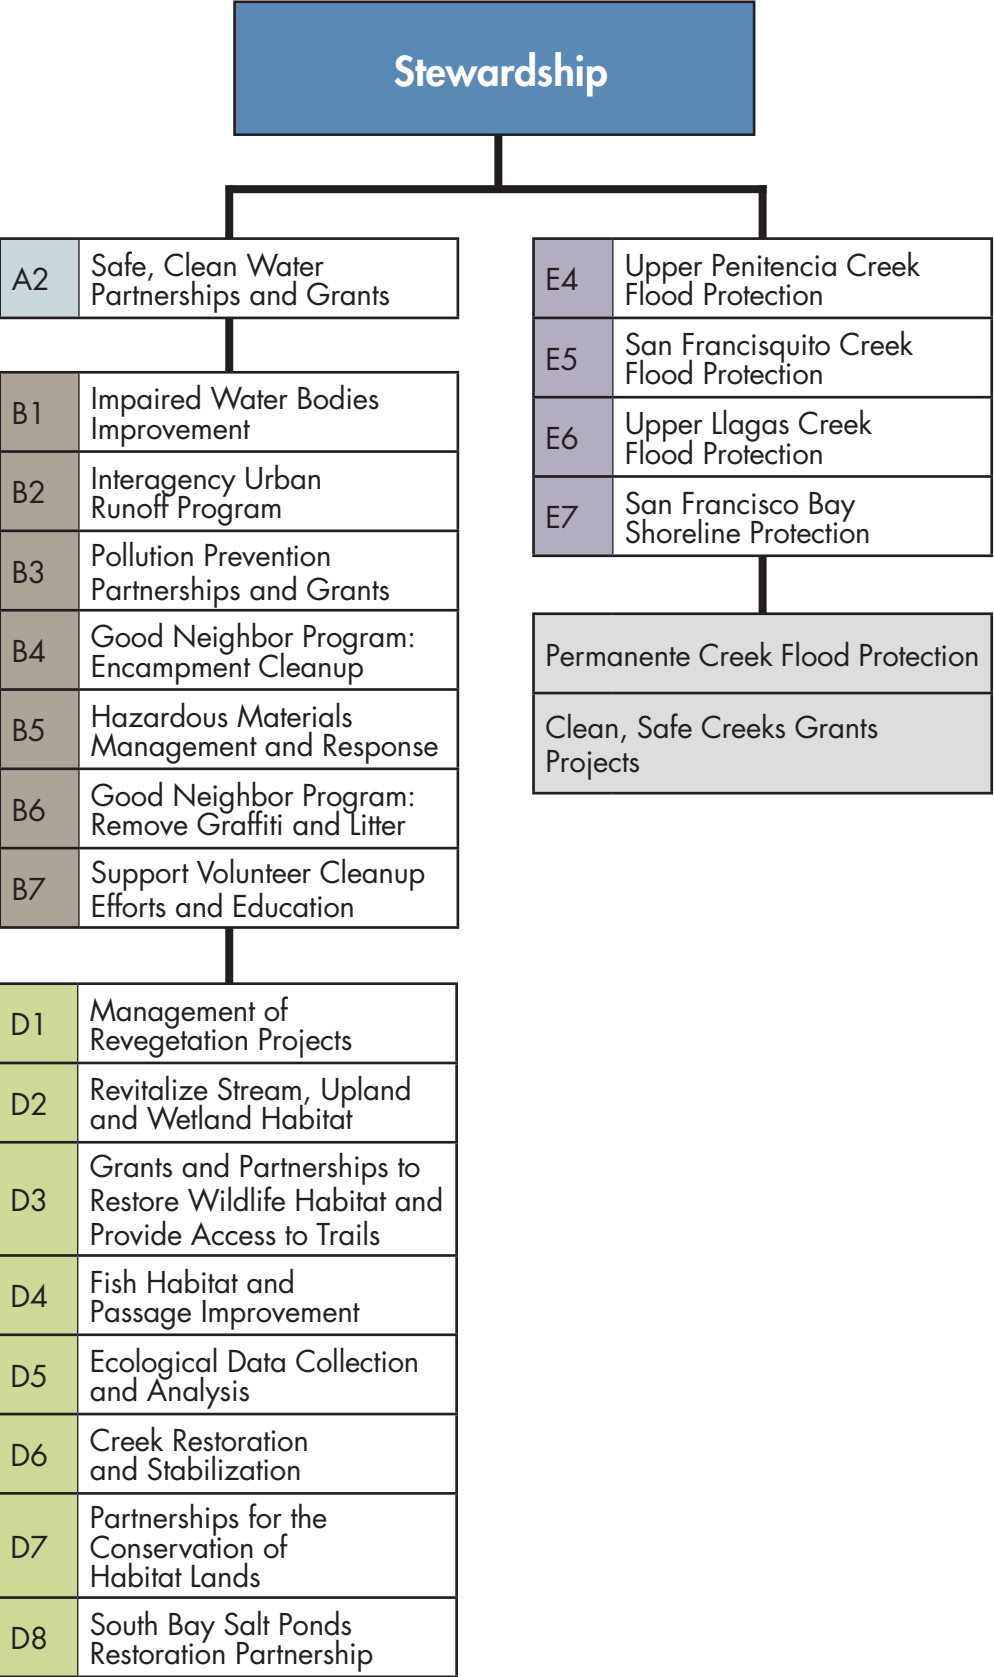 Stewardship
A2
Safe, Clean Water
Partnerships and Grants
B1
Impaired Water Bodies
Improvement
B2
Interagency Urban
Runoff Program
B3
Pollution Prevention
Partnerships and Grants
B4
Good Neighbor Program:
Encampment Cleanup
B5
Hazardous Materials
Management and Response
B6
Good Neighbor Program:
Remove Graffiti and Litter
B7
Support Volunteer Cleanup
Efforts and Education
D1
Management of
Revegetation Projects
D2
Revitalize Stream, Upland
and Wetland Habitat
D3
Grants and Partnerships to
Restore Wildlife Habitat and
Provide Access to Trails
D4
Fish Habitat and
Passage Improvement
D5
Ecological Data Collection
and Analysis
D6
Creek Restoration
and Stabilization
D7
Partnerships for the
Conservation of
Habitat Lands
D8
South Bay Salt Ponds
Restoration Partnership
E4
Upper Penitencia Creek
Flood Protection
E5
San Francisquito Creek
Flood Protection
E6
Upper Llagas Creek
Flood Protection
E7
San Francisco Bay
Shoreline Protection
Permanente Creek Flood Protection
Clean, Safe Creeks Grants
Projects